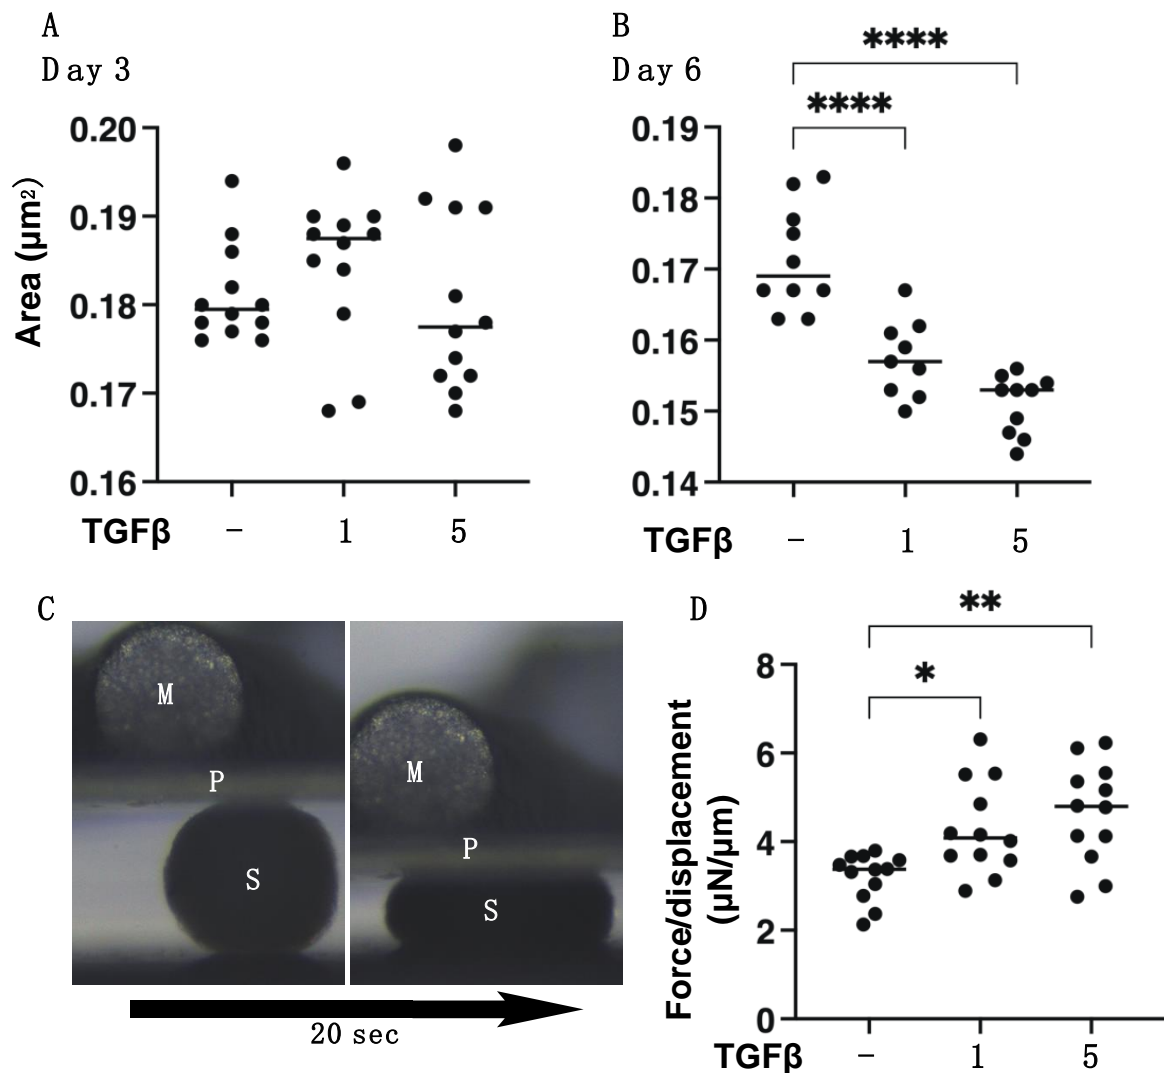 A
Day 3
Area (μm²)
0.20
0.19
0.18
0.17
0.16
TGFβ – 1 5
B
Day 6
****
****
0.19
0.18
0.17
0.16
0.15
0.14
TGFβ – 1 5
C
M
P
S
M
P
S
20 sec
D
**
*
Force/displacement
(μN/μm)
8
6
4
2
0
TGFβ – 1 5